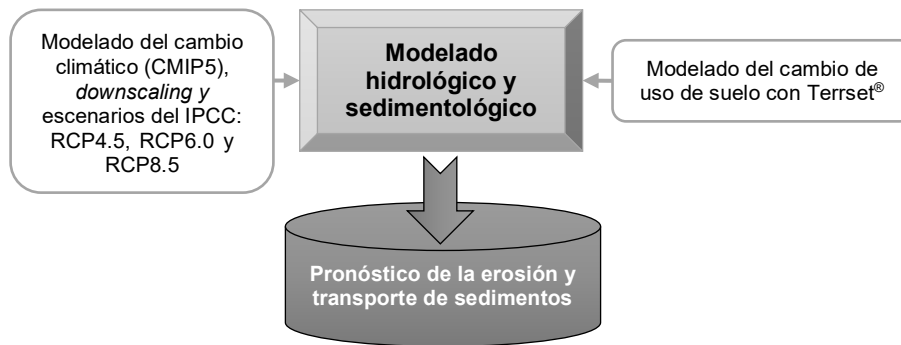 Modelado del cambio
climático (CMIP5),
downscaling y
escenarios del IPCC:
RCP4.5, RCP6.0 y
RCP8.5
Modelado
hidrológico y
sedimentológico
Modelado del cambio de
uso de suelo con Terrset®
Pronóstico de la erosión y
transporte de sedimentos